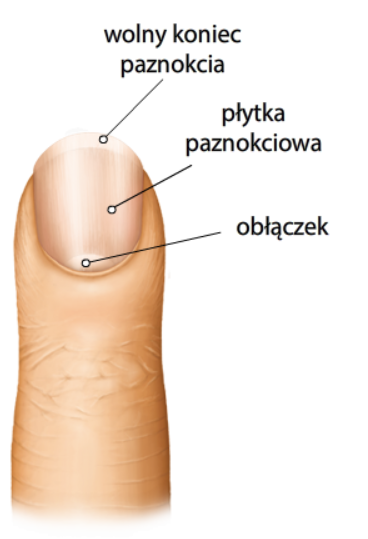 wolny koniec
paznokcia
płytka
paznokciowa
obłączek